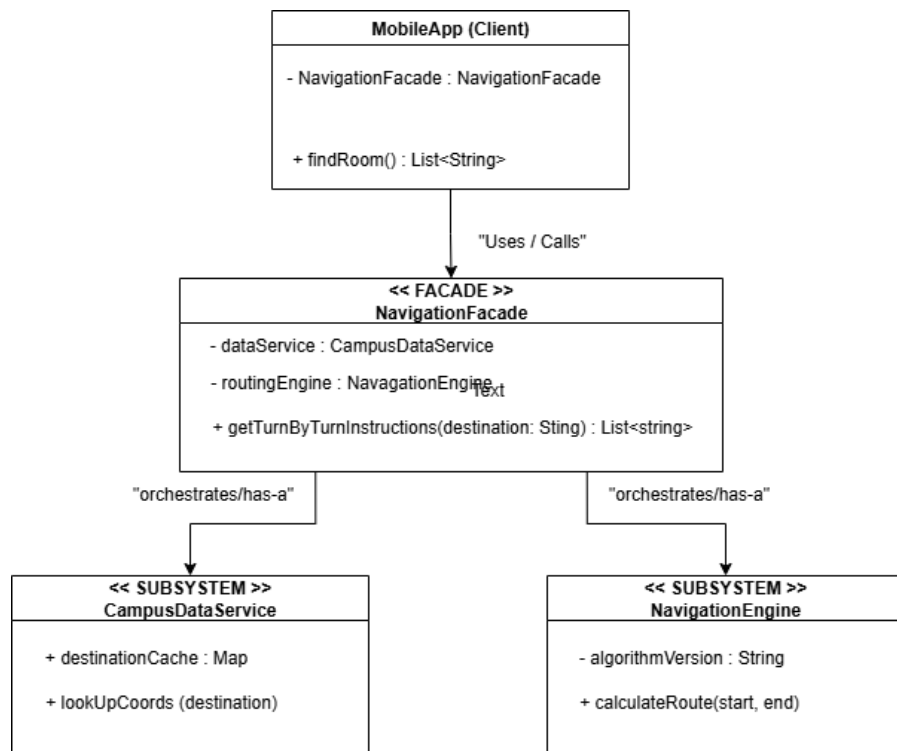 MobileApp (Client)
- NavigationFacade : NavigationFacade
+ findRoom() : List<String>
"Uses / Calls"
<< FACADE >>
NavigationFacade
- dataService : CampusDataService
- routingEngine : NavagationEngine
Text
+ getTurnByTurnInstructions(destination: Sting) : List<string>
"orchestrates/has-a"
"orchestrates/has-a"
<< SUBSYSTEM >>
CampusDataService
+ destinationCache : Map
+ lookUpCoords (destination)
<< SUBSYSTEM >>
NavigationEngine
- algorithmVersion : String
+ calculateRoute(start, end)